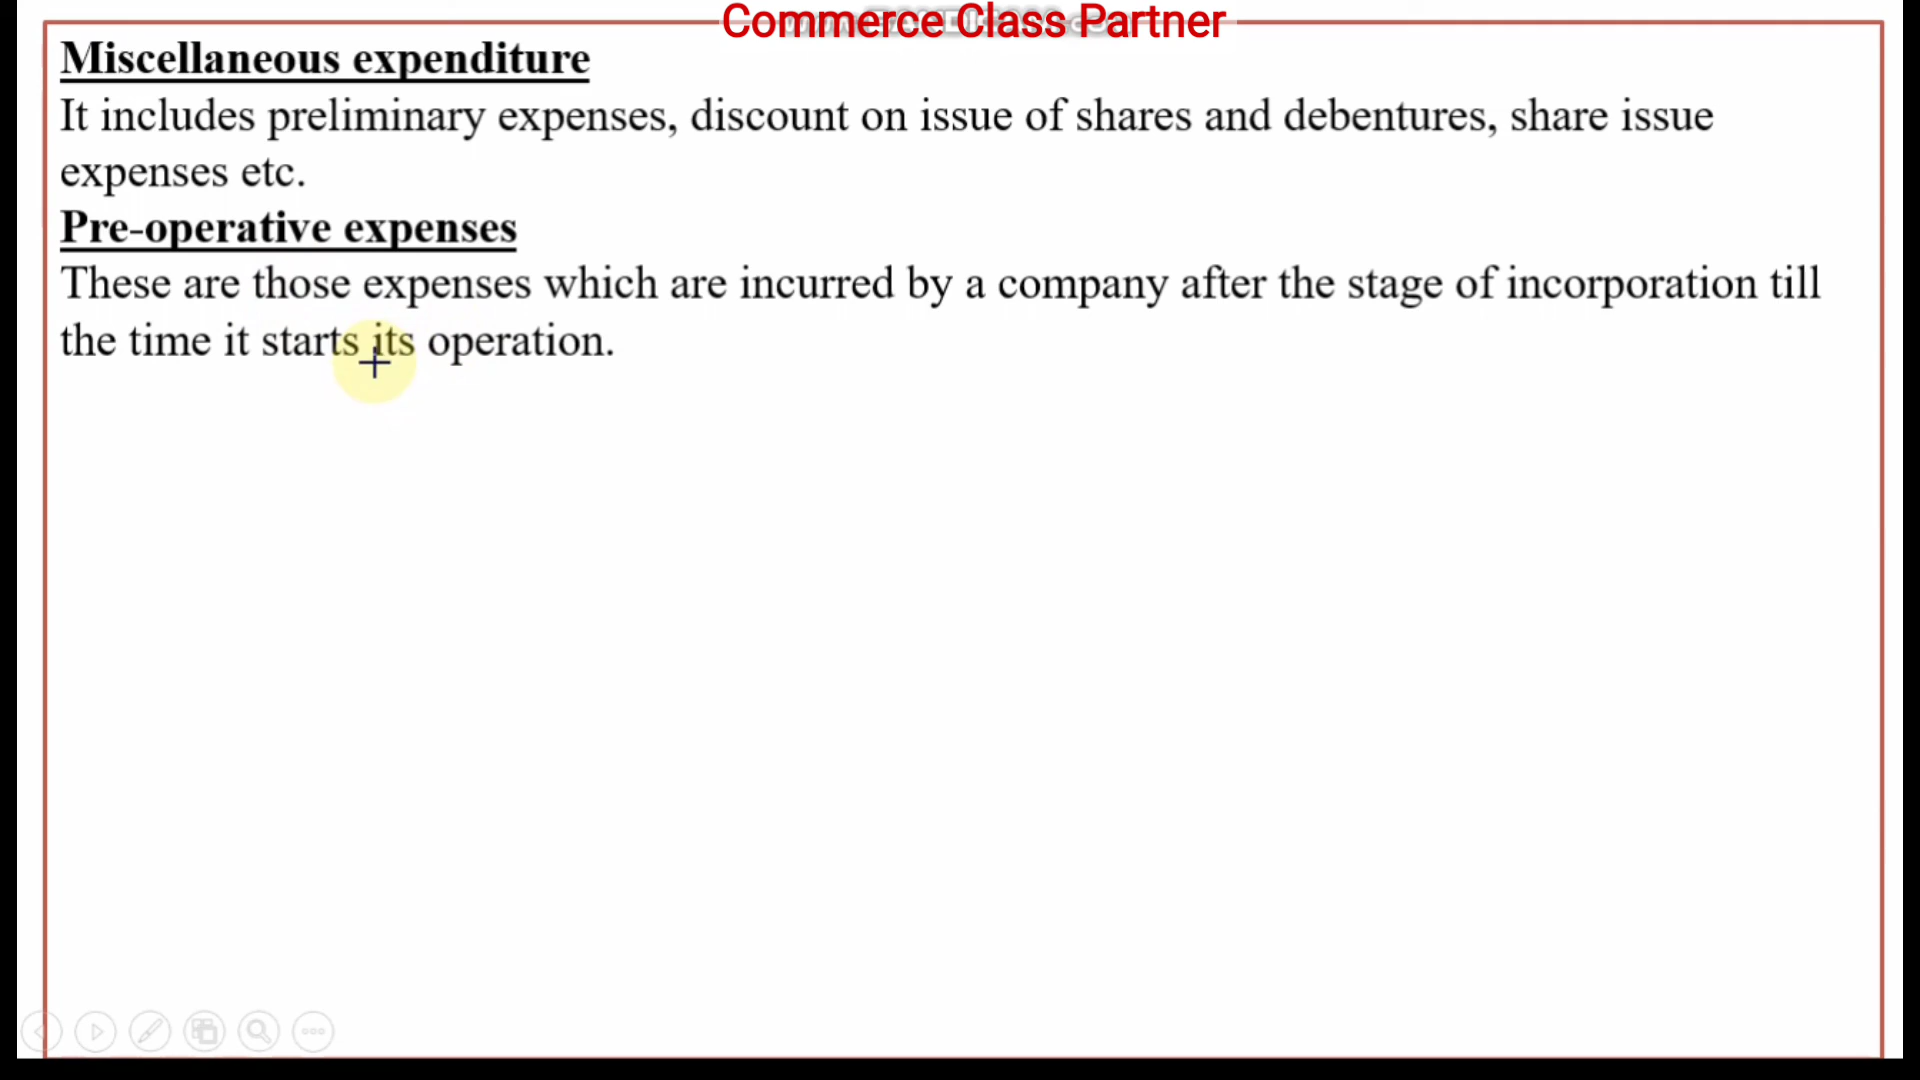 Commerce Class Partner
Miscellaneous expenditure
It includes preliminary expenses, discount on issue of shares and debentures, share issue
expenses etc.
Pre-operative expenses
These are those expenses which are incurred by a company after the stage of incorporation till
the time it starts its operation.